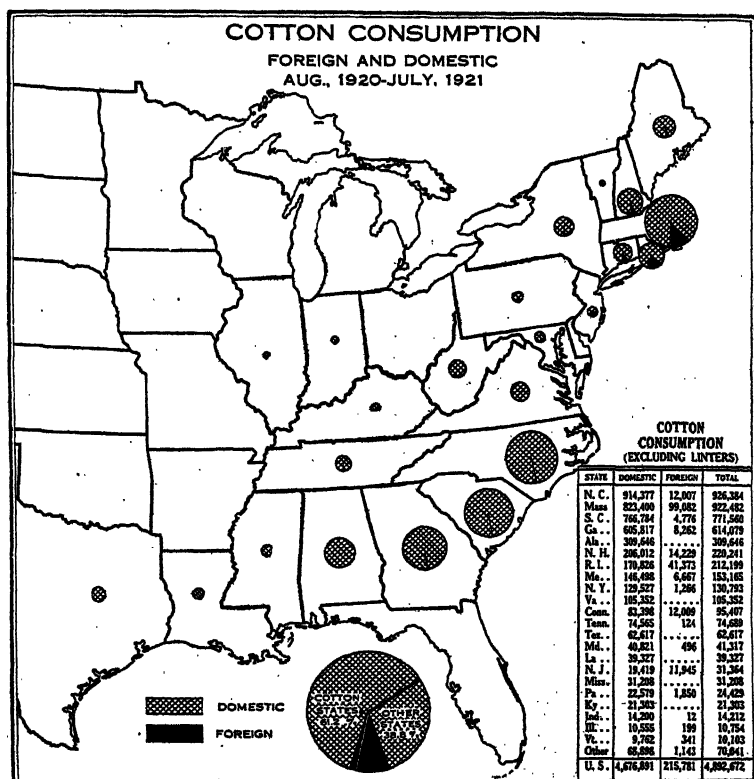 COTTON CONSUMPTION
FOREIGN AND DOMESTIC
AUG., 1920-JULY, 1921
COTTON
CONSUMPTION
(EXCLUDING LINTERS)
STATE DOMESTIC FOREIGN TOTAL
N. C. 914,377 12,007 926,384
Mass 823,400 99,082 922,482
S. C. 766,784 4,776 771,560
Ga. . 605,817 8,262 614,079
Ala. . 309,646 ...... 309,646
N. H. 206,012 14,229 220,241
R. I. . 170,826 41,373 212,199
Me. . 146,498 6,667 153,165
N. Y. 129,527 1,266 130,793
Va . . 105,352 ...... 105,352
Conn. 83,398 12,009 95,407
Tenn. 74,565 124 74,689
Tex. . 62,617 ...... 62,617
Md. . 40,821 496 41,317
La . . 39,327 ...... 39,327
N. J. . 19,419 11,945 31,364
Miss. 31,208 ...... 31,208
Pa . . 22,579 1,850 24,429
Ky . . 21,303 ...... 21,303
Ind. . 14,200 12 14,212
Ill. . . 10,555 199 10,754
Vt. . . 9,762 341 10,103
Other 68,898 1,143 70,041
U. S. 4,676,891 215,781 4,892,672
COTTON
STATES
OTHER
STATES
DOMESTIC
FOREIGN